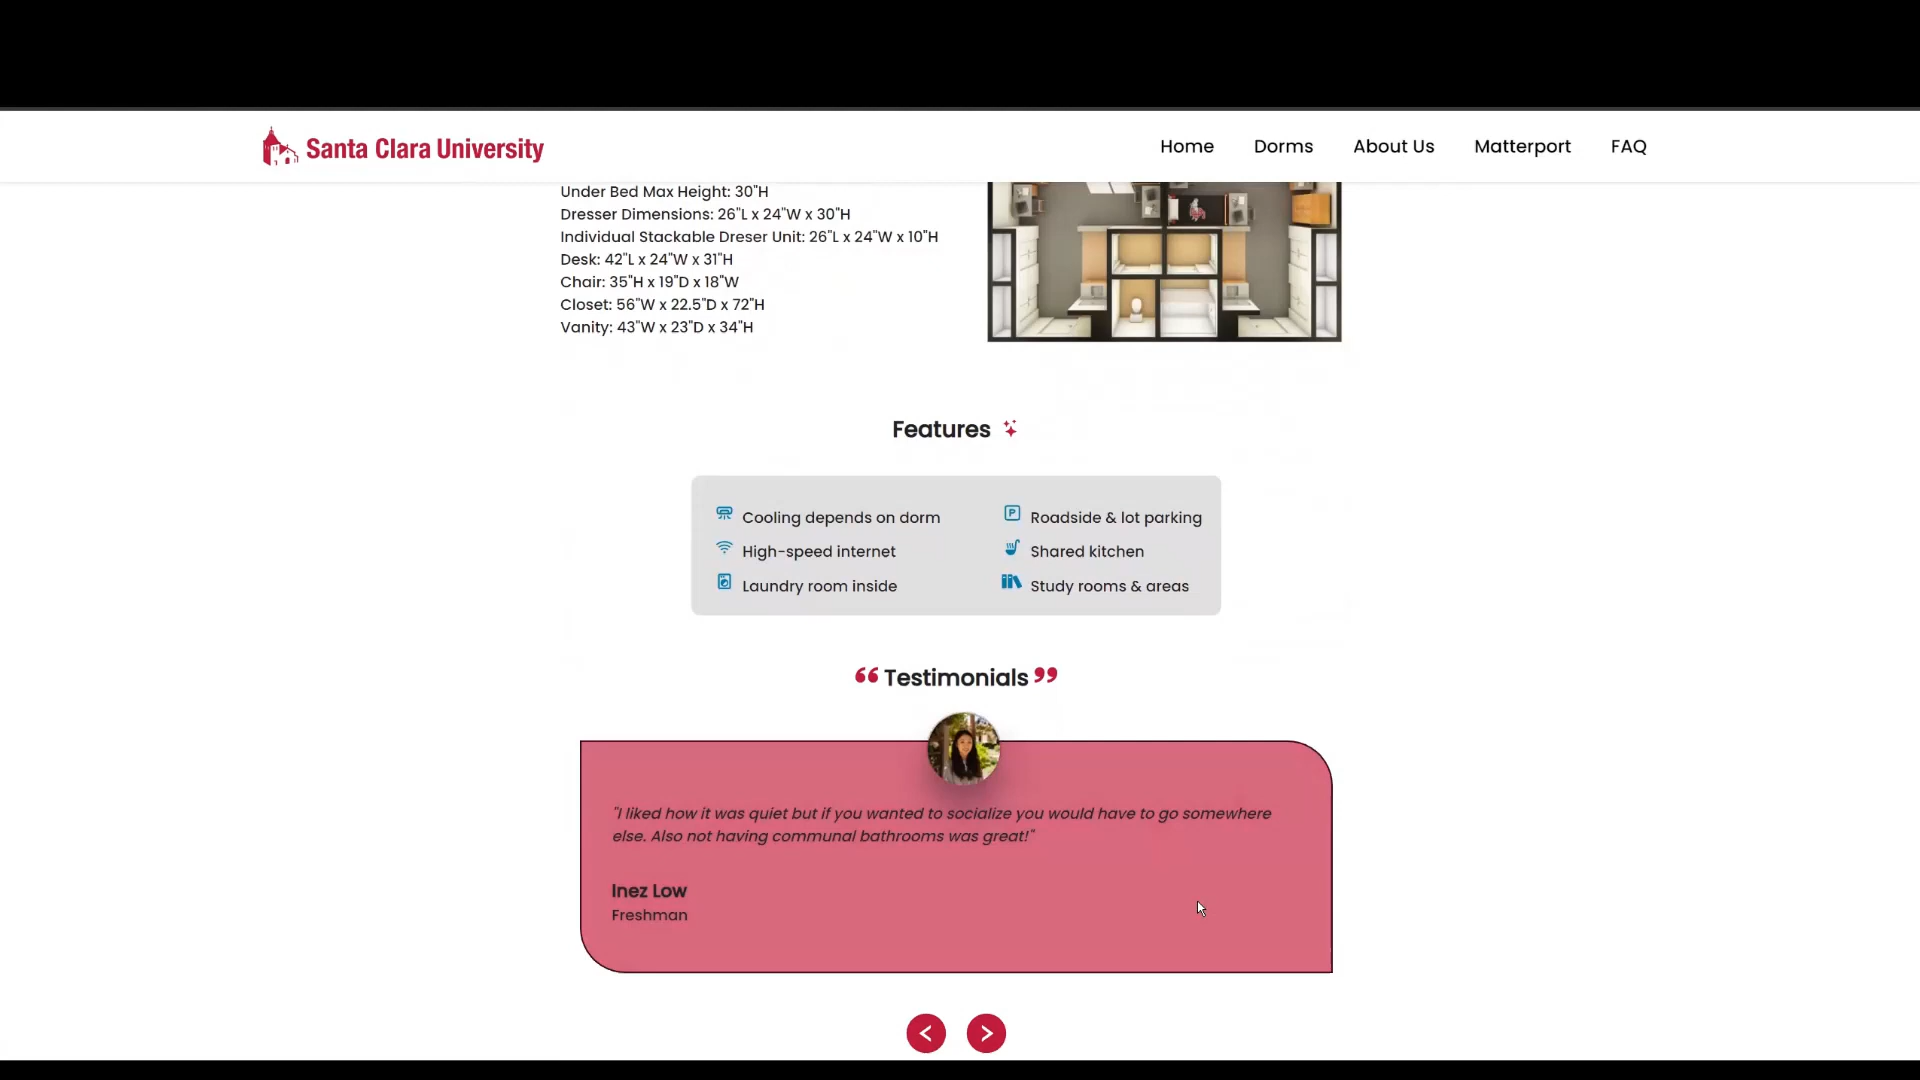 Santa Clara University
Home Dorms About Us Matterport FAQ
Under Bed Max Height: 30"H
Dresser Dimensions: 26"L x 24"W x 30"H
Individual Stackable Dreser Unit: 26"L x 24"W x 10"H
Desk: 42"L x 24"W x 31"H
Chair: 35"H x 19"D x 18"W
Closet: 56"W x 22.5"D x 72"H
Vanity: 43"W x 23"D x 34"H
Features
Cooling depends on dorm
High-speed internet
Laundry room inside
P Roadside & lot parking
Shared kitchen
Study rooms & areas
“ Testimonials ”
"I liked how it was quiet but if you wanted to socialize you would have to go somewhere
else. Also not having communal bathrooms was great!"
Inez Low
Freshman
< >